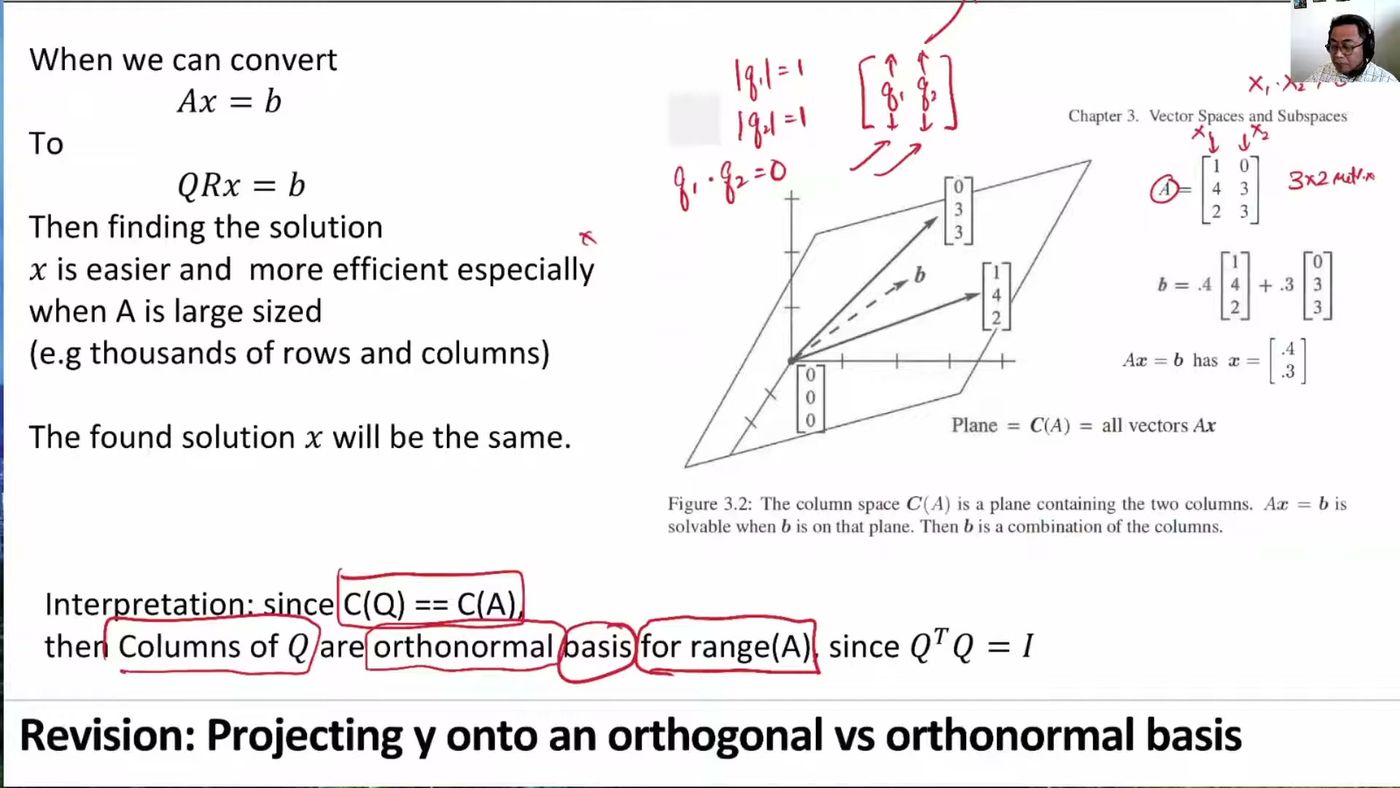 When we can convert
Ax = b
To
QRx = b
Then finding the solution
x is easier and more efficient especially
when A is large sized
(e.g thousands of rows and columns)
The found solution x will be the same.
|q₁| = 1
|q₂| = 1
q₁ · q₂ = 0
q₁ q₂
Chapter 3. Vector Spaces and Subspaces
x₁ x₂
A = [1 0
4 3
2 3]
3x2
[0
3
3]
b
[1
4
2]
[0
0
0]
b = .4 [1 4 2] + .3 [0 3 3]
Ax = b has x = [.4 .3]
Plane = C(A) = all vectors Ax
Figure 3.2: The column space C(A) is a plane containing the two columns. Ax = b is
solvable when b is on that plane. Then b is a combination of the columns.
Interpretation: since C(Q) == C(A),
then Columns of Q are orthonormal basis for range(A), since QᵀQ = I
Revision: Projecting y onto an orthogonal vs orthonormal basis